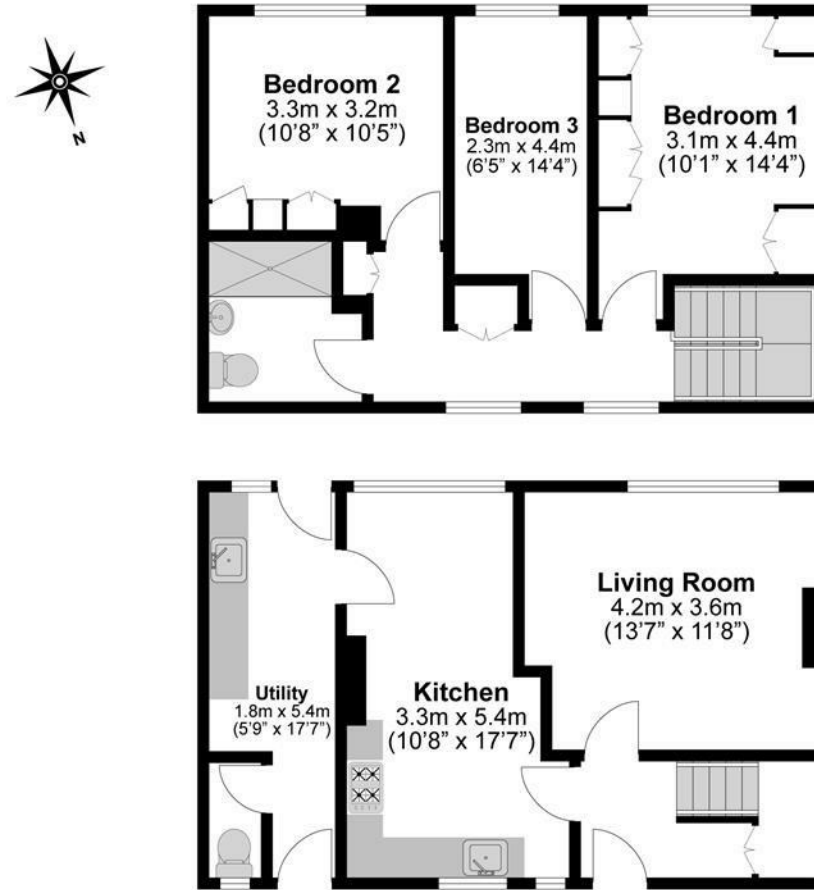 N
Bedroom 2
3.3m x 3.2m
(10'8" x 10'5")
Bedroom 3
2.3m x 4.4m
(6'5" x 14'4")
Bedroom 1
3.1m x 4.4m
(10'1" x 14'4")
Utility
1.8m x 5.4m
(5'9" x 17'7")
Kitchen
3.3m x 5.4m
(10'8" x 17'7")
Living Room
4.2m x 3.6m
(13'7" x 11'8")